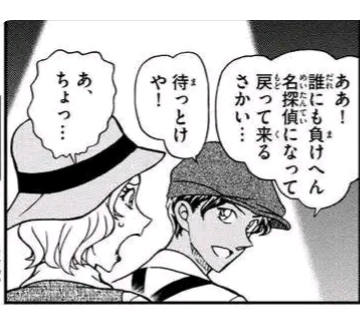 ああ!
誰にも負けへん
名探偵になって
戻って来る
さかい…
待っとけ
や!
あ、
ちょっ…